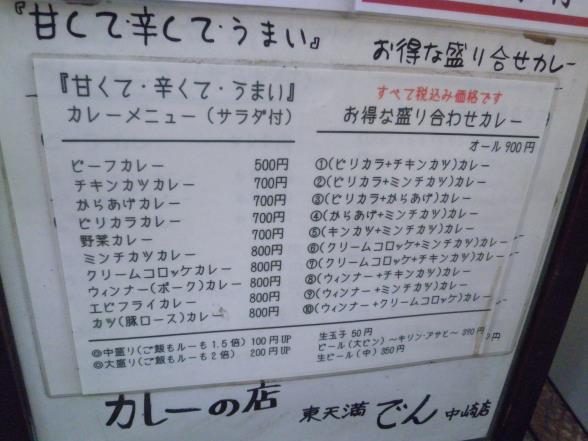 『甘くて・辛くて・うまい』
お得な盛り合せカレー
『甘くて・辛くて・うまい』
カレーメニュー（サラダ付）
ビーフカレー 500円
チキンカツカレー 700円
からあげカレー 700円
ピリカラカレー 700円
野菜カレー 700円
ミンチカツカレー 800円
クリームコロッケカレー 800円
ウィンナー（ポーク）カレー 800円
エビフライカレー 800円
カツ（豚ロース）カレー 800円
◎中盛り（ご飯もルーも1.5倍） 100円UP
◎大盛り（ご飯もルーも2倍） 200円UP
すべて税込み価格です
お得な盛り合わせカレー
オール900円
①（ピリカラ＋チキンカツ）カレー
②（ピリカラ＋ミンチカツ）カレー
③（ピリカラ＋からあげ）カレー
④（からあげ＋ミンチカツ）カレー
⑤（キンカツ＋ミンチカツ）カレー
⑥（クリームコロッケ＋ミンチカツ）カレー
⑦（クリームコロッケ＋チキンカツ）カレー
⑧（ウィンナー＋チキンカツ）カレー
⑨（ウィンナー＋ミンチカツ）カレー
⑩（ウィンナー＋クリームコロッケ）カレー
生玉子 50円
ビール（大ビン）〜キリン・アサヒ〜
生ビール（中）350円
カレーの店 東天満 でん 中崎店